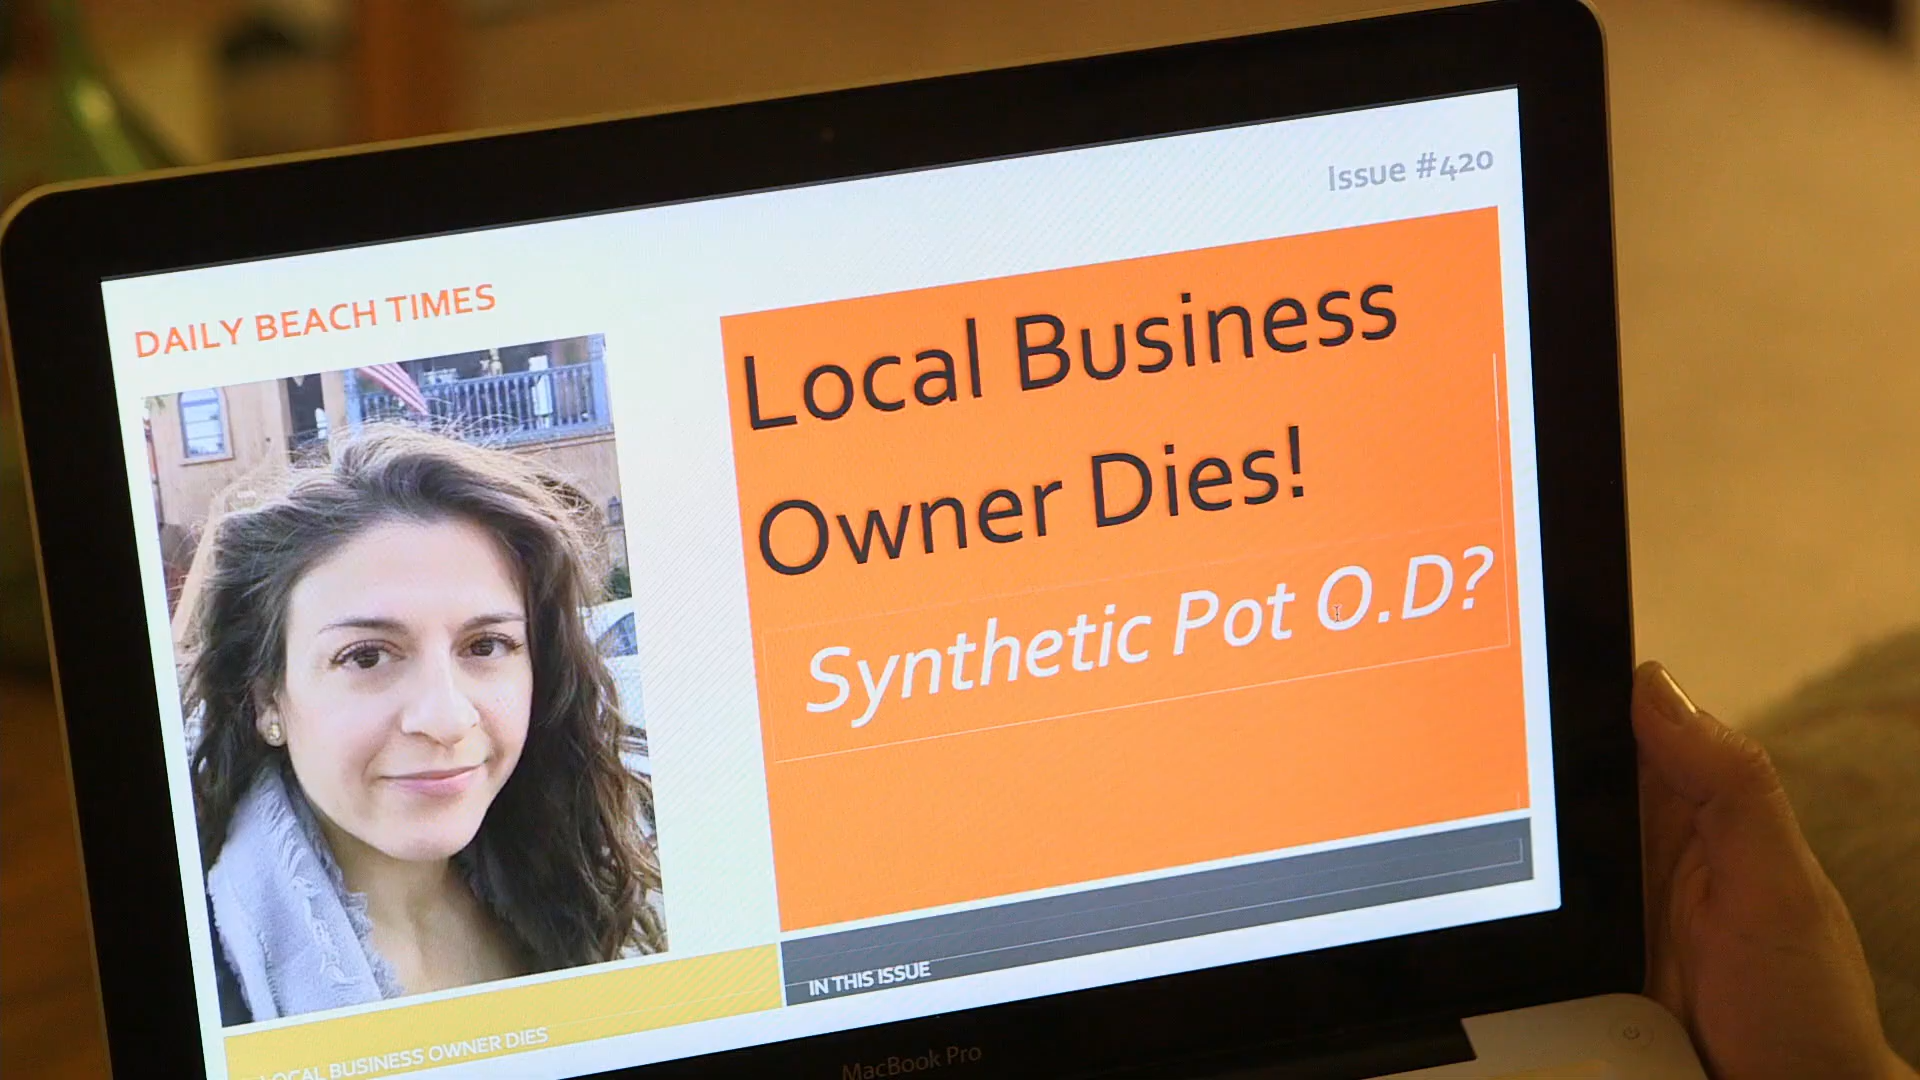 Issue #420
DAILY BEACH TIMES
Local Business
Owner Dies!
Synthetic Pot O.D?
IN THIS ISSUE
LOCAL BUSINESS OWNER DIES
MacBook Pro